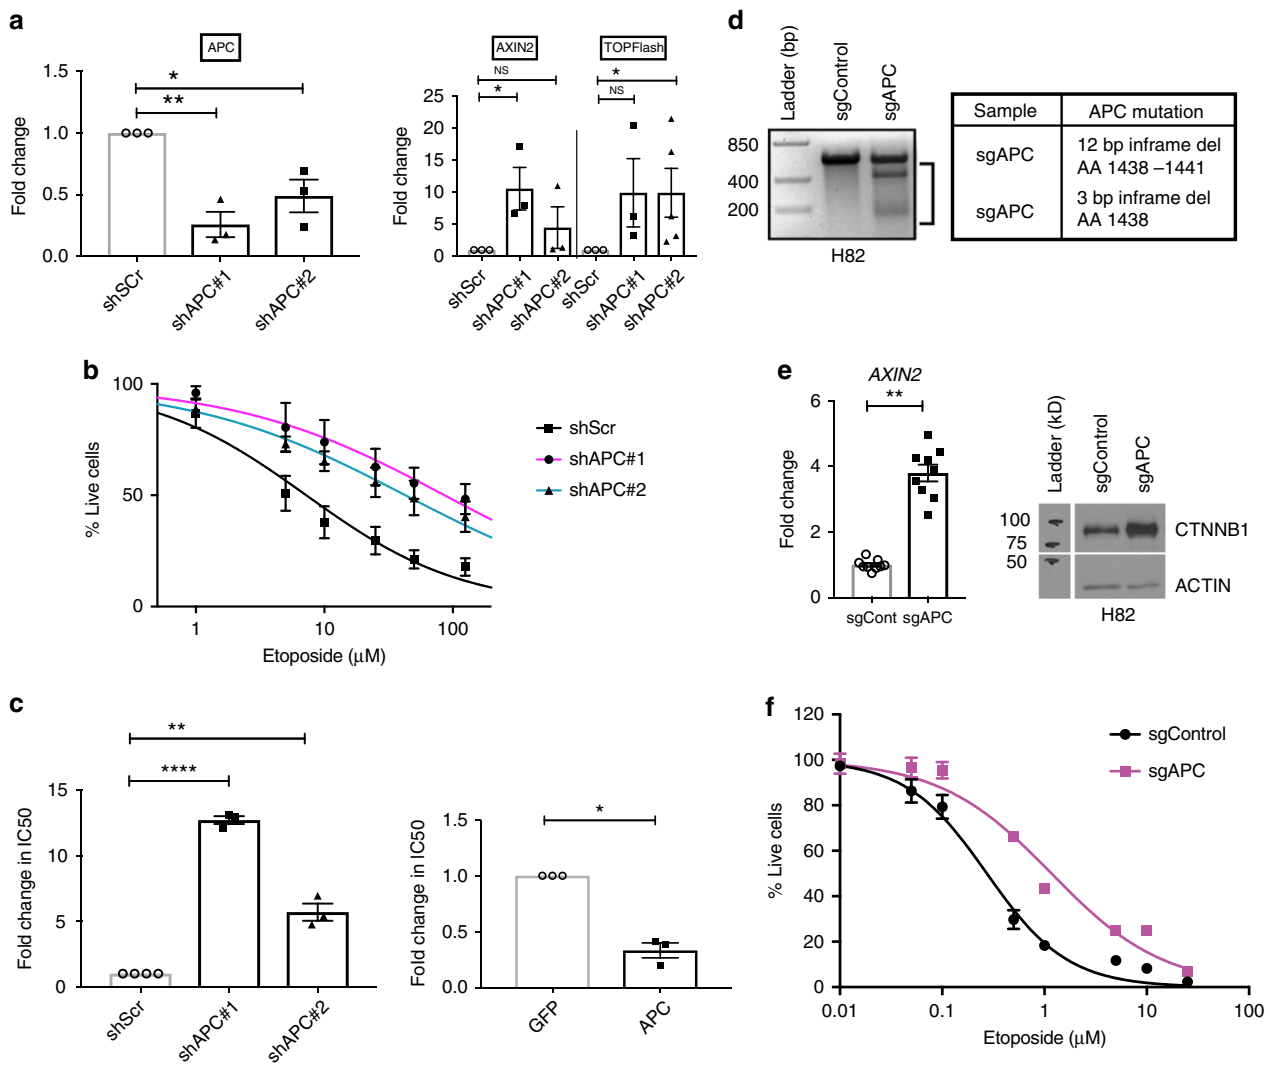 a
APC
Fold change
1.5
1.0
0.5
0.0
*
**
shSCr
shAPC#1
shAPC#2
AXIN2
TOPFlash
NS
*
*
NS
Fold change
25
20
15
10
5
0
shScr
shAPC#1
shAPC#2
shScr
shAPC#1
shAPC#2
d
Ladder (bp)
sgControl
sgAPC
850
400
200
H82
Sample
APC mutation
sgAPC
12 bp inframe del
AA 1438 –1441
sgAPC
3 bp inframe del
AA 1438
b
% Live cells
100
50
0
1
10
100
Etoposide (μM)
shScr
shAPC#1
shAPC#2
e
AXIN2
**
Fold change
6
4
2
0
sgCont
sgAPC
Ladder (kD)
sgControl
sgAPC
100
75
50
CTNNB1
ACTIN
H82
c
**
****
Fold change in IC50
15
10
5
0
shScr
shAPC#1
shAPC#2
*
Fold change in IC50
1.5
1.0
0.5
0.0
GFP
APC
f
% Live cells
120
100
80
60
40
20
0
0.01
0.1
1
10
100
Etoposide (μM)
sgControl
sgAPC